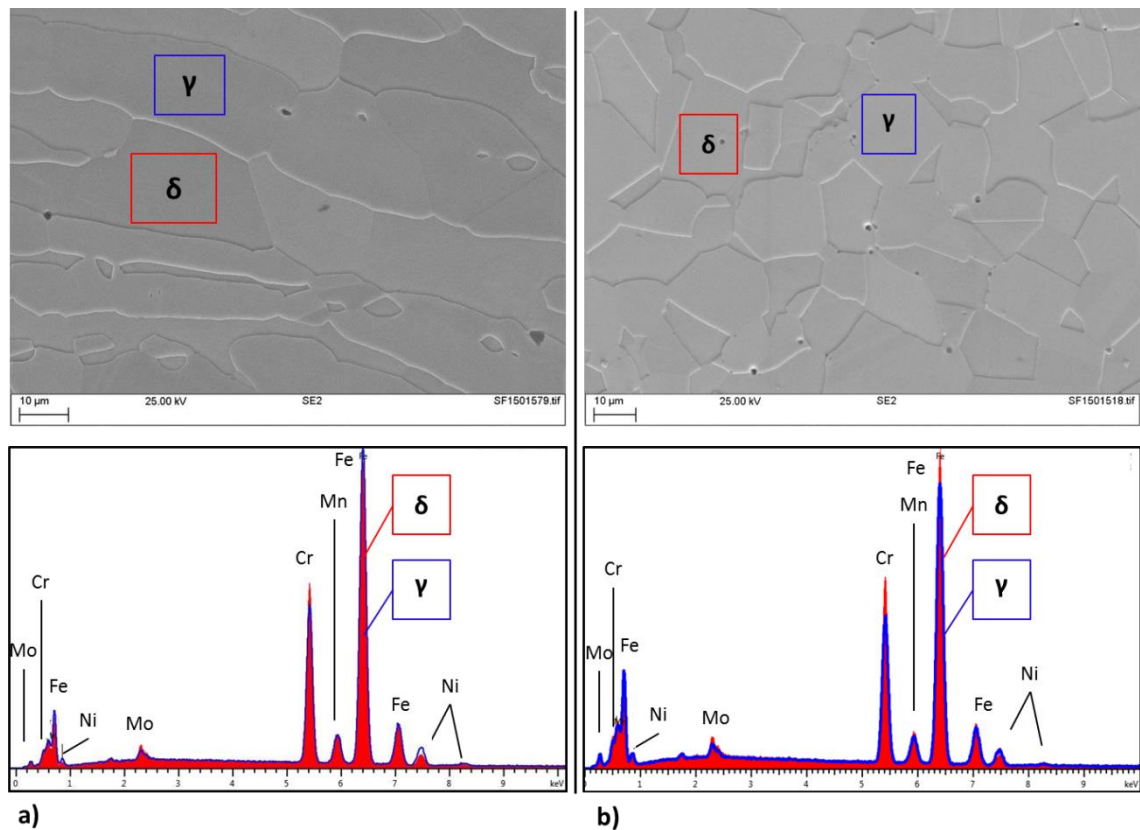 γ
δ
10 µm 25.00 kV SE2 SF1501579.tif
δ
γ
10 µm 25.00 kV SE2 SF1501518.tif
Fe Fe
Mn
δ
Cr
γ
Cr
Mo
Fe
Ni
Mo
Fe
Ni
0 1 2 3 4 5 6 7 8 9 keV
a)
Fe
Fe
Mn
δ
Cr
γ
Cr
Mo
Fe
Ni
Mo
Fe
Ni
0 1 2 3 4 5 6 7 8 9 keV
b)